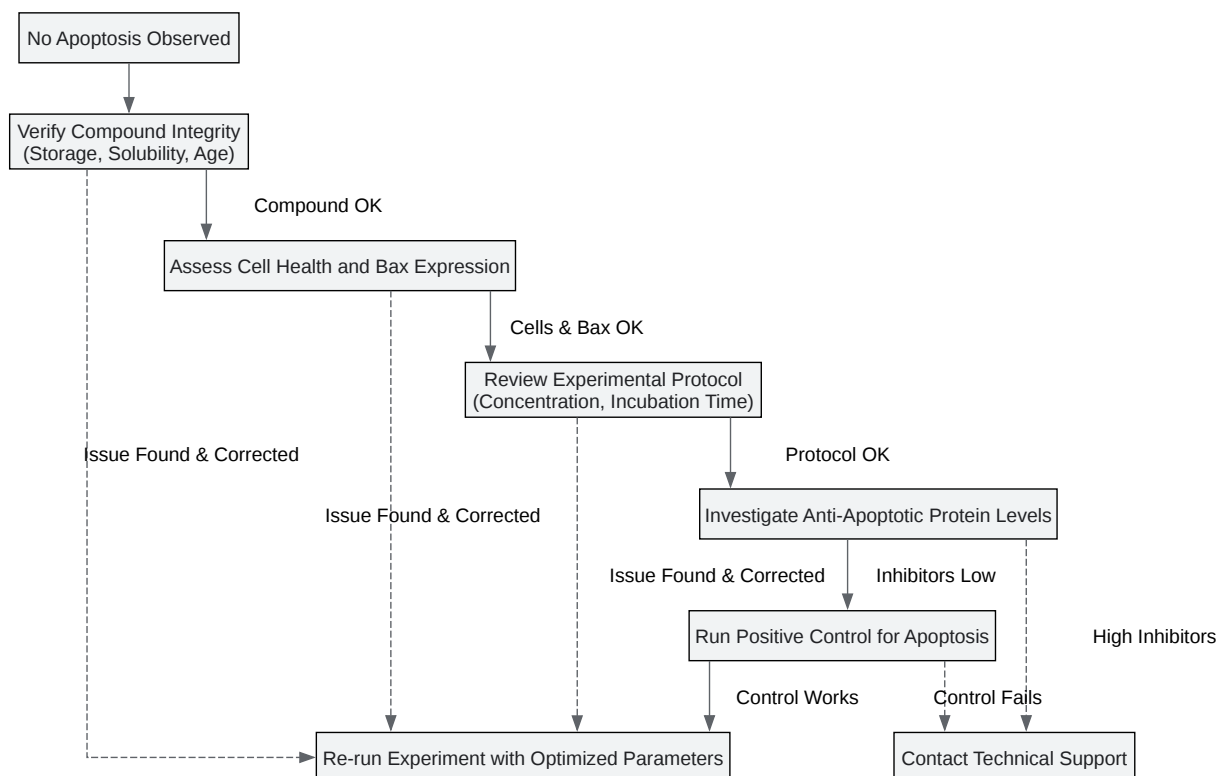 No Apoptosis Observed
Verify Compound Integrity
(Storage, Solubility, Age)
Compound OK
Assess Cell Health and Bax Expression
Cells & Bax OK
Review Experimental Protocol
(Concentration, Incubation Time)
Issue Found & Corrected
Protocol OK
Investigate Anti-Apoptotic Protein Levels
Issue Found & Corrected
Issue Found & Corrected
Inhibitors Low
Run Positive Control for Apoptosis
High Inhibitors
Control Works
Control Fails
Re-run Experiment with Optimized Parameters
Contact Technical Support